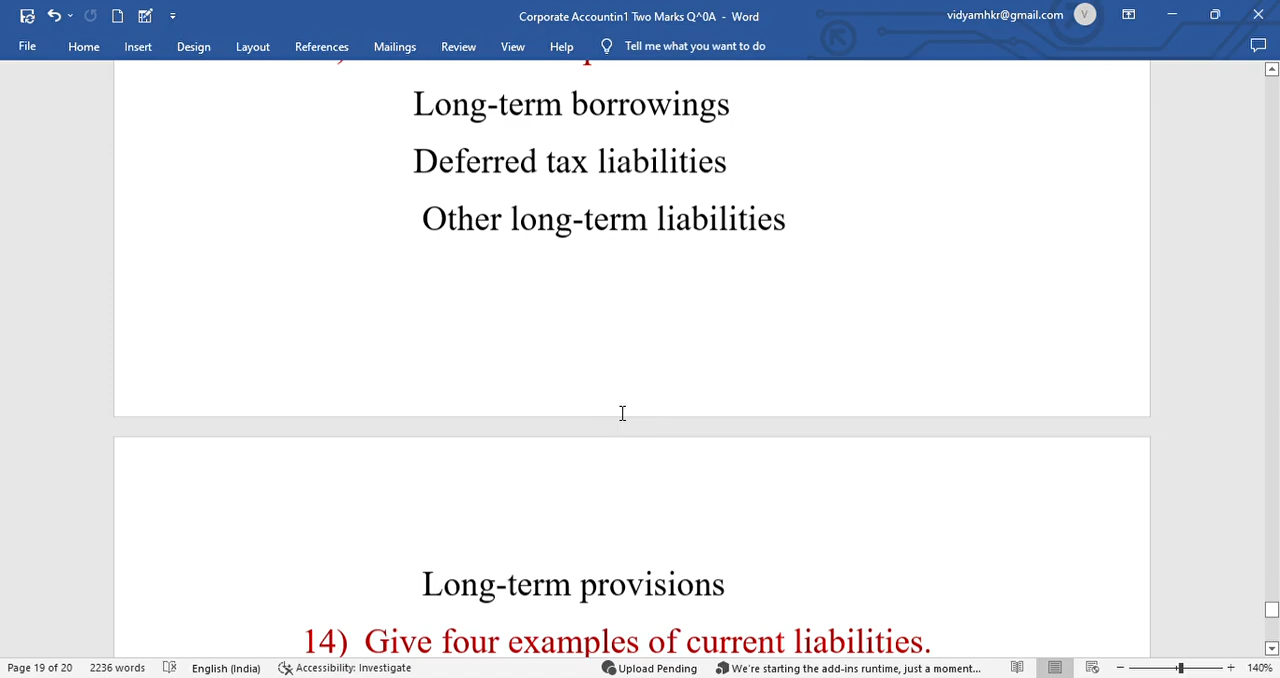 Corporate Accountin1 Two Marks Q^0A - Word
vidyamhkr@gmail.com V
File Home Insert Design Layout References Mailings Review View Help Tell me what you want to do
Long-term borrowings
Deferred tax liabilities
Other long-term liabilities
Long-term provisions
14) Give four examples of current liabilities.
Page 19 of 20 2236 words English (India) Accessibility: Investigate Upload Pending We're starting the add-ins runtime, just a moment... 140%